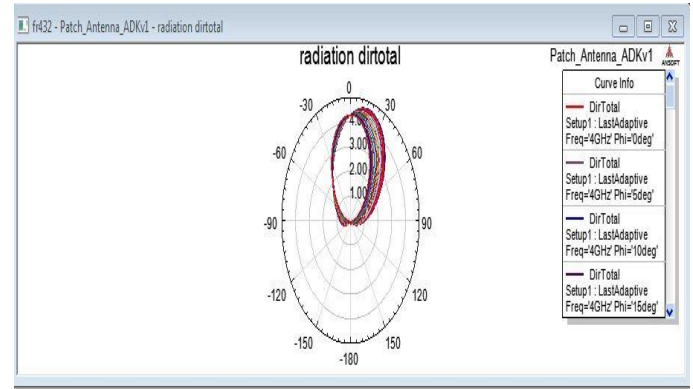 fr432 - Patch_Antenna_ADKv1 - radiation dirtotal
radiation dirtotal
Patch_Antenna_ADKv1
ANSOFT
0
-30
30
4.00
3.00
-60
60
2.00
1.00
-90
90
-120
120
-150
150
-180
Curve Info
DirTotal
Setup1 : LastAdaptive
Freq='4GHz' Phi='0deg'
DirTotal
Setup1 : LastAdaptive
Freq='4GHz' Phi='5deg'
DirTotal
Setup1 : LastAdaptive
Freq='4GHz' Phi='10deg'
DirTotal
Setup1 : LastAdaptive
Freq='4GHz' Phi='15deg'